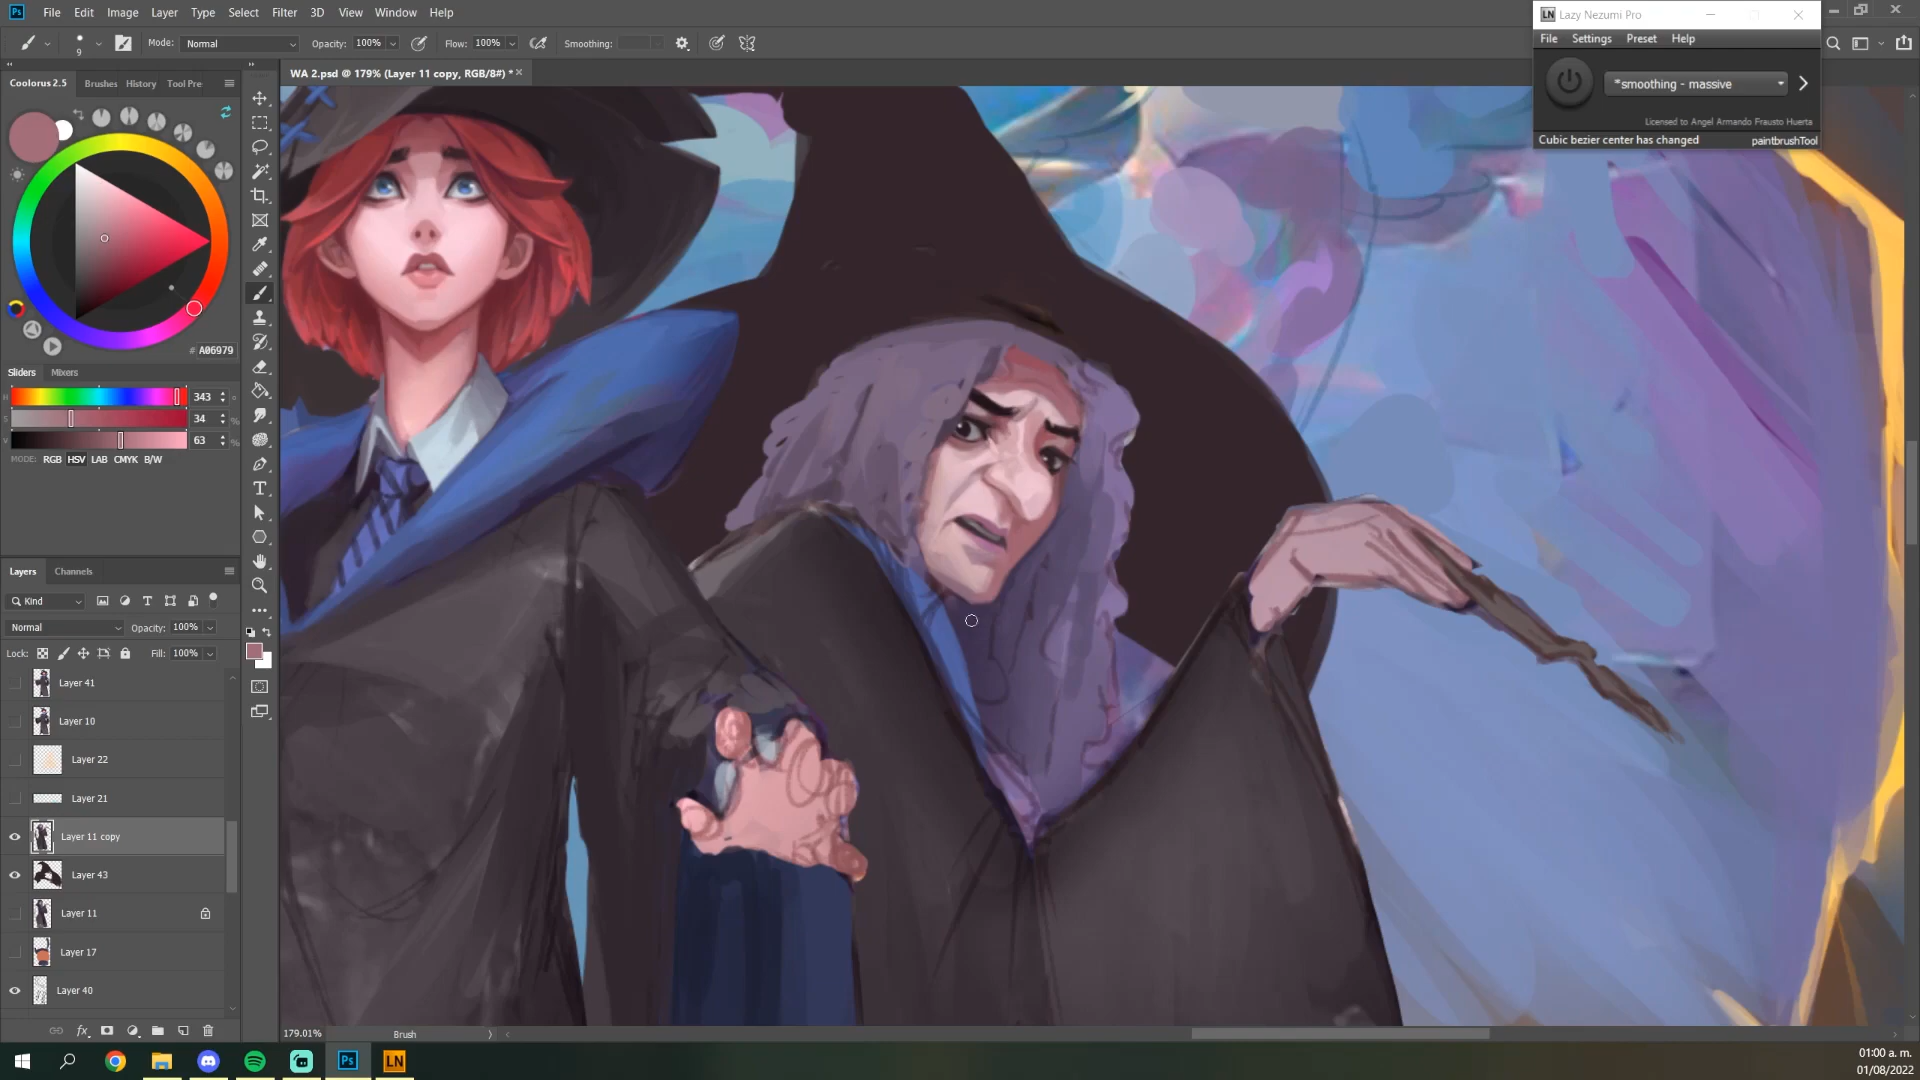 Ps File Edit Image Layer Type Select Filter 3D View Window Help
LN Lazy Nezumi Pro
File Settings Preset Help
*smoothing - massive
Licensed to Angel Armando Frausto Huerta
Cubic bezier center has changed paintbrushTool
9 Mode: Normal Opacity: 100% Flow: 100% Smoothing:
Coolorus 2.5 Brushes History Tool Pre
WA 2.psd @ 179% (Layer 11 copy, RGB/8#) *
# A06979
Sliders Mixers
H 343 °
S 34 %
V 63 %
MODE: RGB HSV LAB CMYK B/W
Layers Channels
Kind
Normal Opacity: 100%
Lock: Fill: 100%
Layer 41
Layer 10
Layer 22
Layer 21
Layer 11 copy
Layer 43
Layer 11
Layer 17
Layer 40
fx
179.01% Brush
Ps LN
01:00 a. m.
01/08/2022